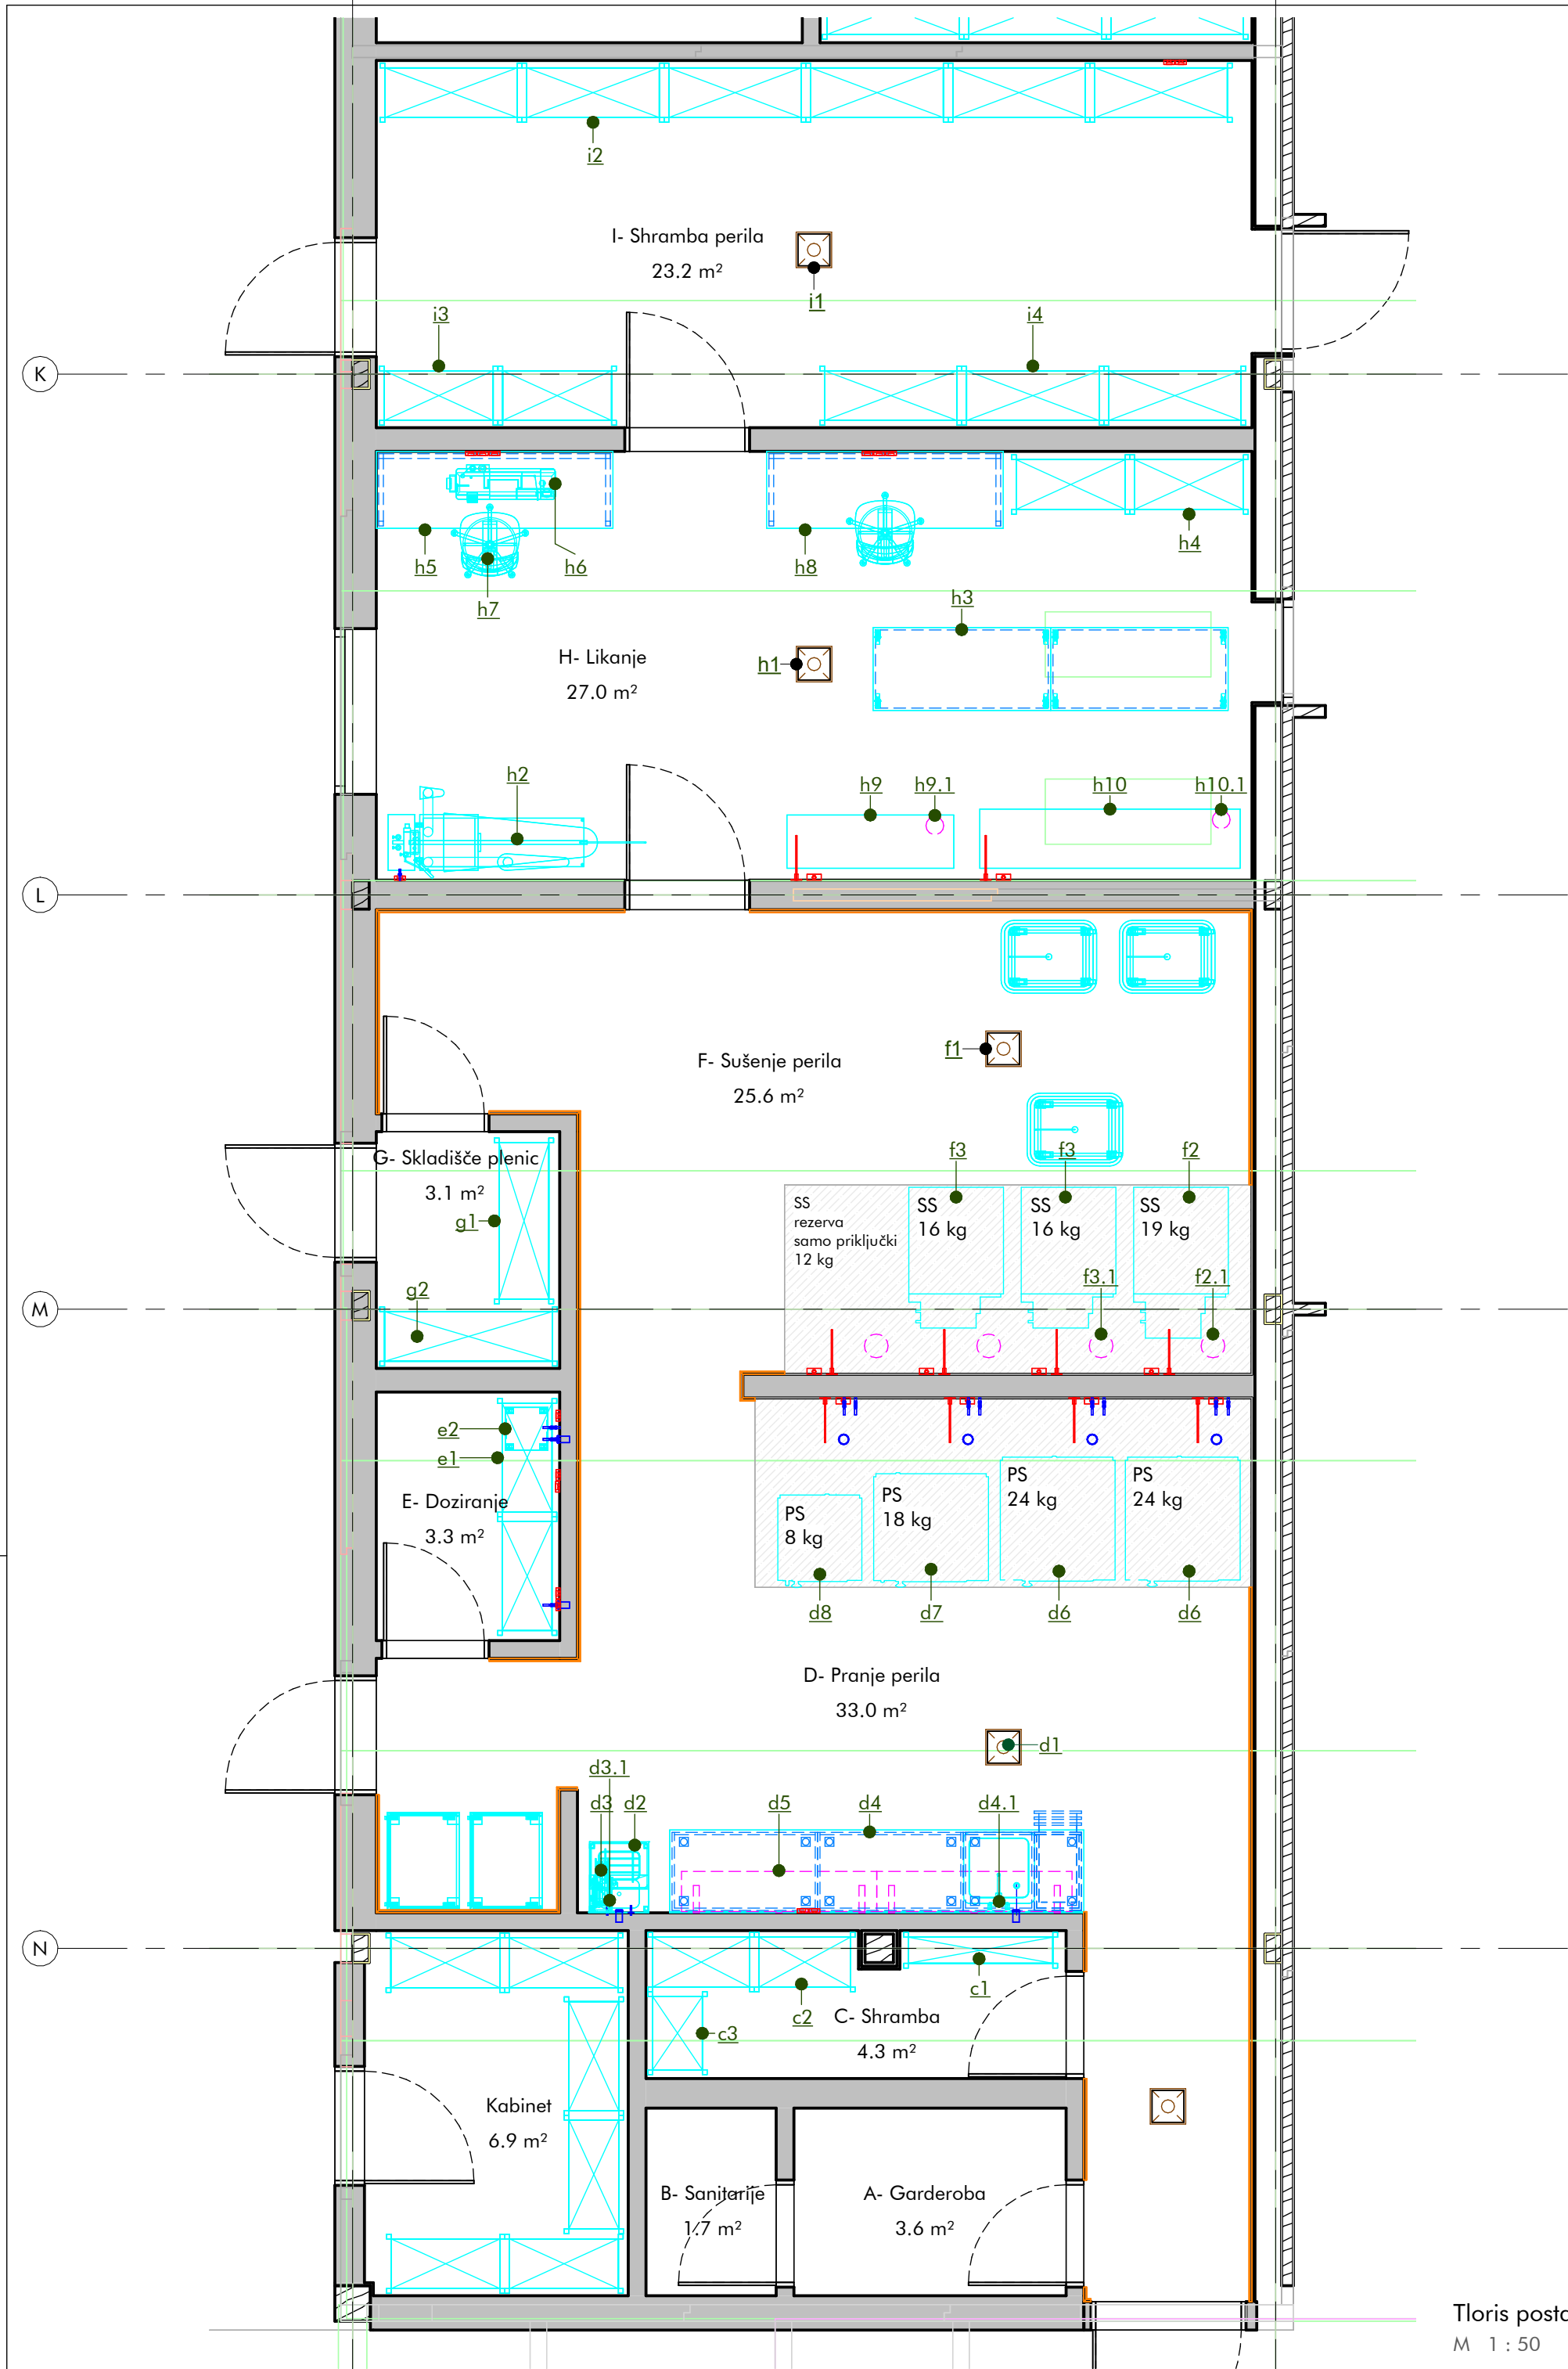 i2
I- Shramba perila
23.2 m²
i1
i3
i4
K
h5
h6
h7
h8
h4
h3
H- Likanje
27.0 m²
h1
h2
h9
h9.1
h10
h10.1
L
F- Sušenje perila
25.6 m²
f1
G- Skladišče plenic
3.1 m²
g1
g2
f3
f3
f2
SS
rezerva
samo priključki
12 kg
SS
16 kg
SS
16 kg
SS
19 kg
f3.1
f2.1
M
e2
e1
E- Doziranje
3.3 m²
PS
8 kg
PS
18 kg
PS
24 kg
PS
24 kg
d8
d7
d6
d6
D- Pranje perila
33.0 m²
d1
d3.1
d3
d2
d5
d4
d4.1
N
c1
c2
c3
C- Shramba
4.3 m²
Kabinet
6.9 m²
B- Sanitarije
1.7 m²
A- Garderoba
3.6 m²
Tloris
M 1 : 50